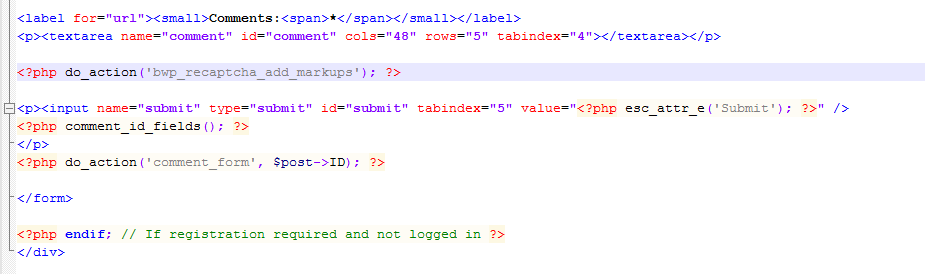 <label for="url"><small>Comments:<span>*</span></small></label>
<p><textarea name="comment" id="comment" cols="48" rows="5" tabindex="4"></textarea></p>
<?php do_action('bwp_recaptcha_add_markups'); ?>
<p><input name="submit" type="submit" id="submit" tabindex="5" value="<?php esc_attr_e('Submit'); ?>" />
<?php comment_id_fields(); ?>
</p>
<?php do_action('comment_form', $post->ID); ?>
</form>
<?php endif; // If registration required and not logged in ?>
</div>